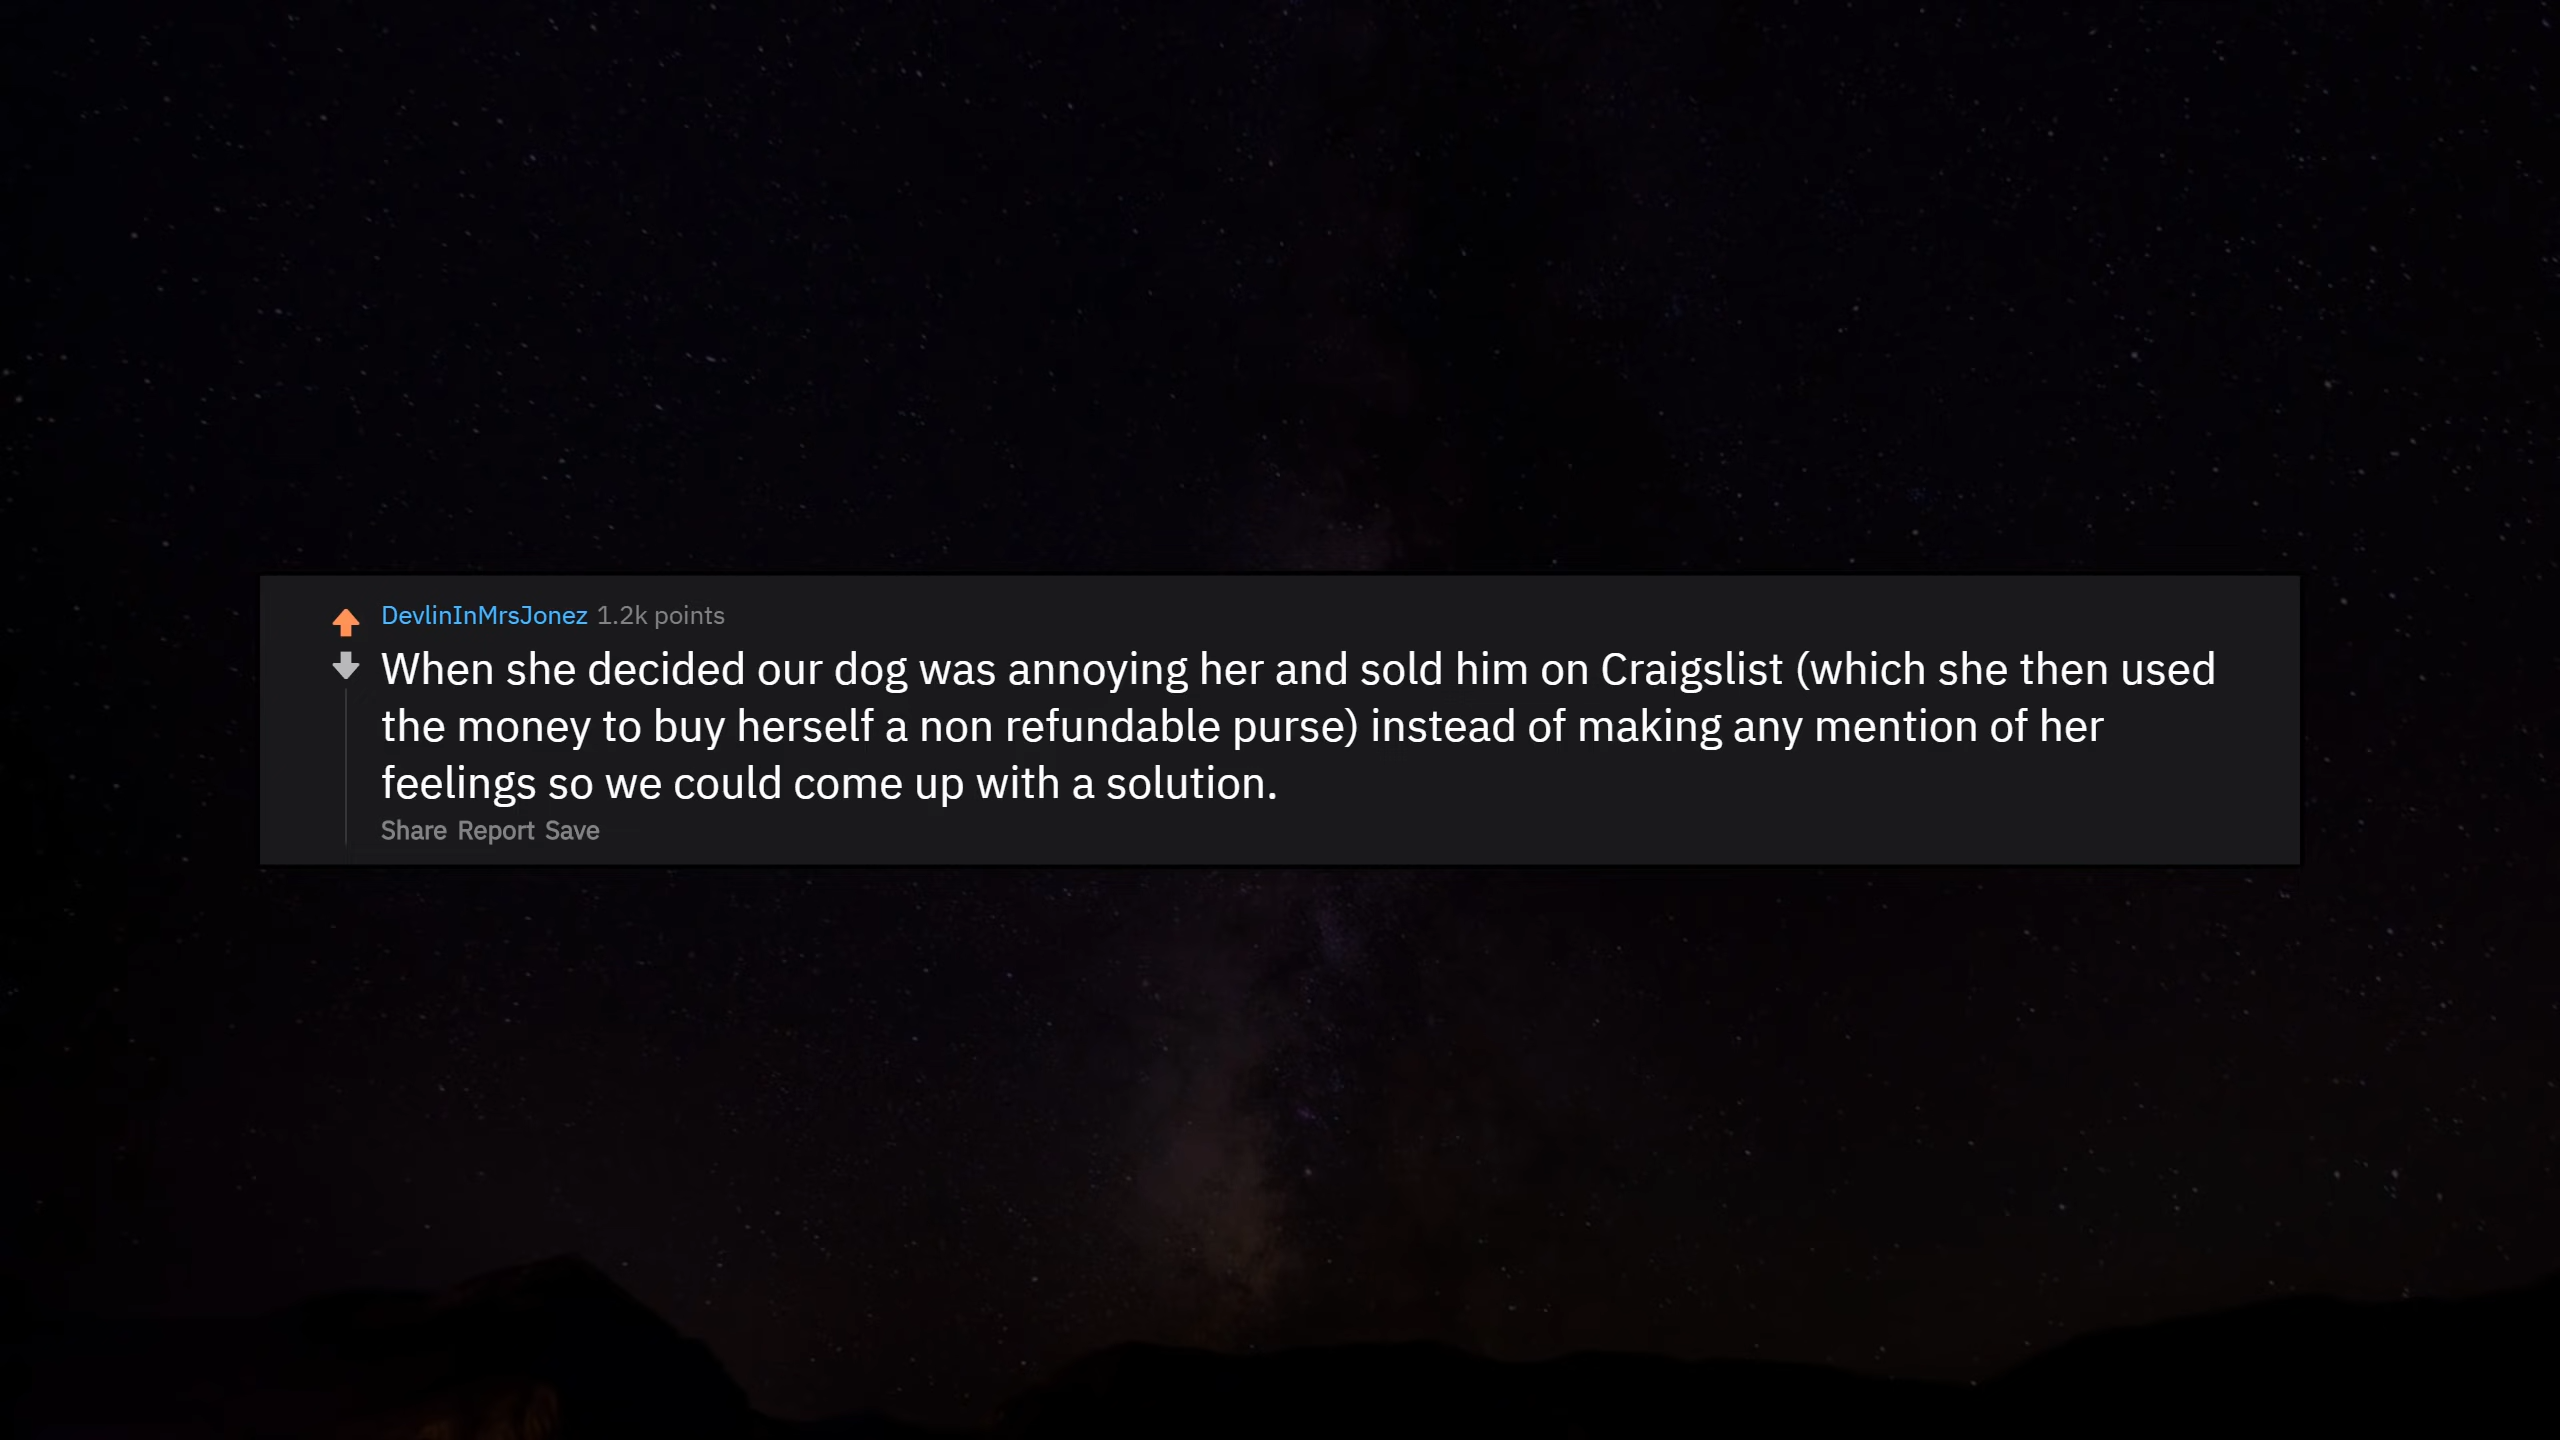 DevlinInMrsJonez 1.2k points
When she decided our dog was annoying her and sold him on Craigslist (which she then used
the money to buy herself a non refundable purse) instead of making any mention of her
feelings so we could come up with a solution.
Share Report Save